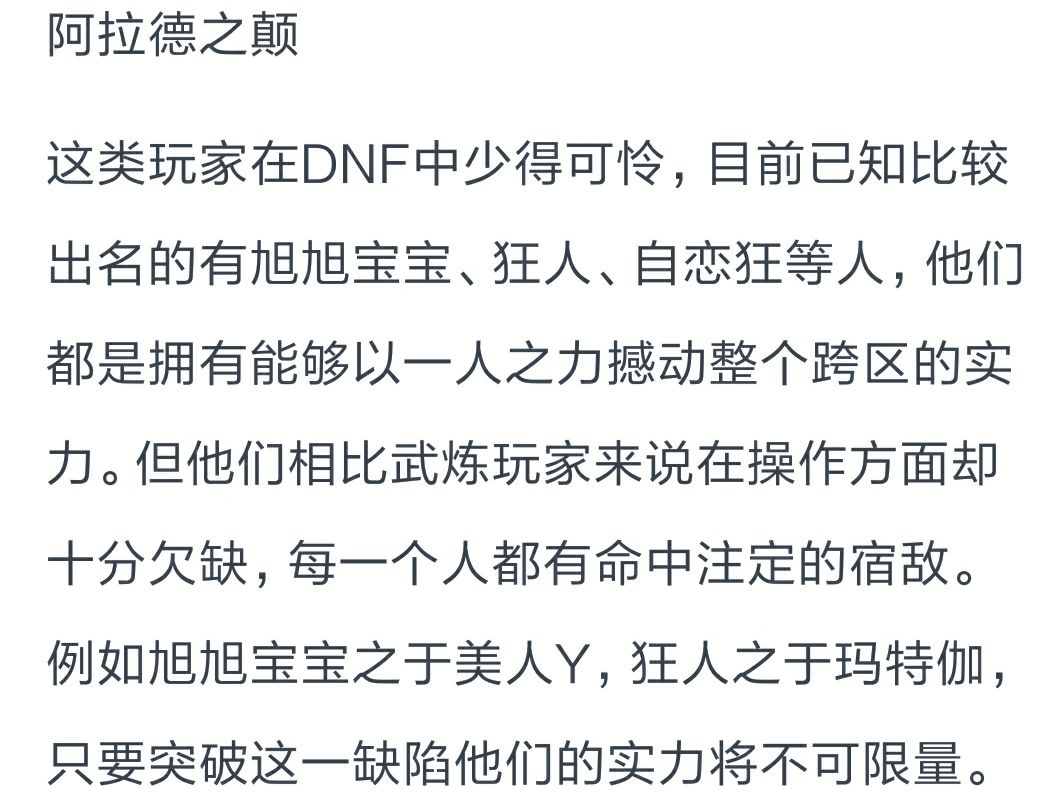 阿拉德之颠
这类玩家在DNF中少得可怜，目前已知比较
出名的有旭旭宝宝、狂人、自恋狂等人，他们
都是拥有能够以一人之力撼动整个跨区的实
力。但他们相比武炼玩家来说在操作方面却
十分欠缺，每一个人都有命中注定的宿敌。
例如旭旭宝宝之于美人Y，狂人之于玛特伽，
只要突破这一缺陷他们的实力将不可限量。